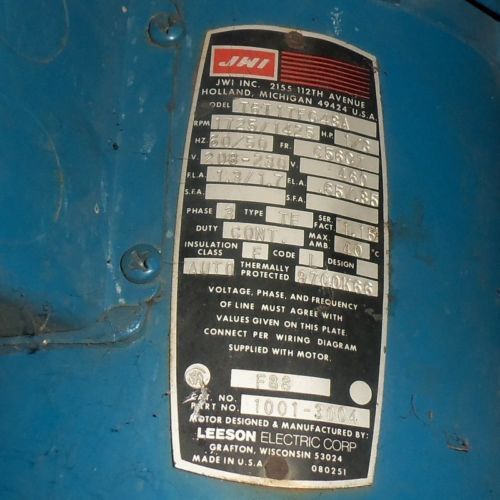 JWI
JWI INC. 2155 112TH AVENUE
HOLLAND, MICHIGAN 49424 U.S.A.
RPM 1725/1425 H.P. 1/3
HZ. 60/50 FR.
V. 208-230 V. 460
F.L.A. 1.3/1.7 F.L.A. .65/.85
S.F.A. S.F.A.
PHASE 3 TYPE TF SER. FACT. 1.15
DUTY CONT. MAX. AMB. 40 °C
INSULATION CLASS F CODE L DESIGN
AUTO THERMALLY PROTECTED
VOLTAGE, PHASE, AND FREQUENCY
OF LINE MUST AGREE WITH
VALUES GIVEN ON THIS PLATE.
CONNECT PER WIRING DIAGRAM
SUPPLIED WITH MOTOR.
CAT. NO.
PART NO. 1001-3004
MOTOR DESIGNED & MANUFACTURED BY:
LEESON ELECTRIC CORP
GRAFTON, WISCONSIN 53024
MADE IN U.S.A. 080251